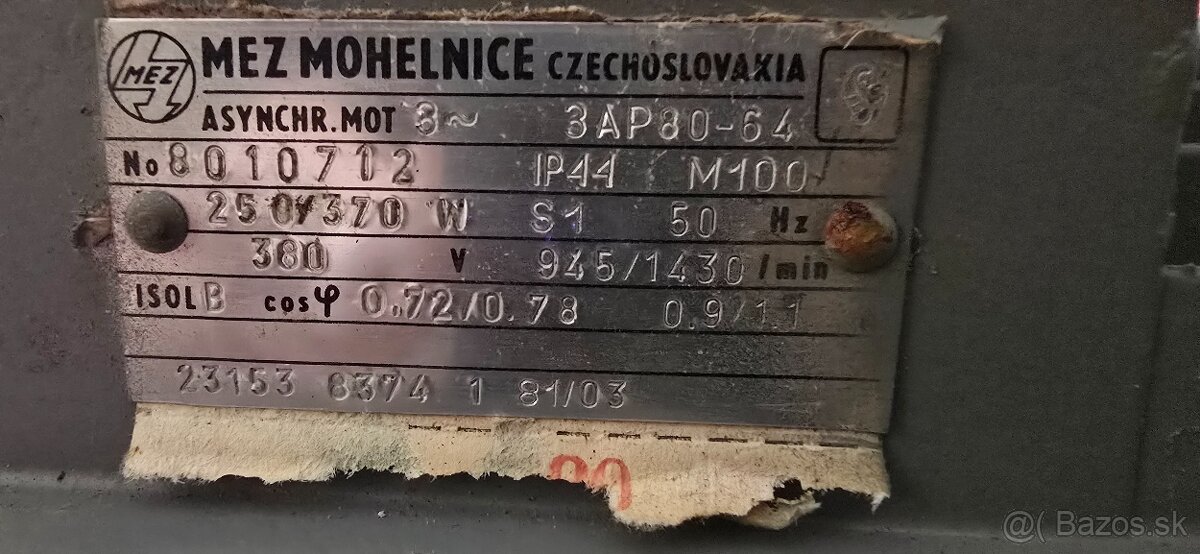 MEZ MEZ MOHELNICE CZECHOSLOVAKIA
ASYNCHR.MOT 3~ 3AP80-64
No 8010712 IP44 M100
250/370 W S1 50 Hz
380 V 945/1430 /min
ISOL B cos φ 0.72/0.78 0.9/1.1
23153 8374 1 81/03
@( Bazos.sk